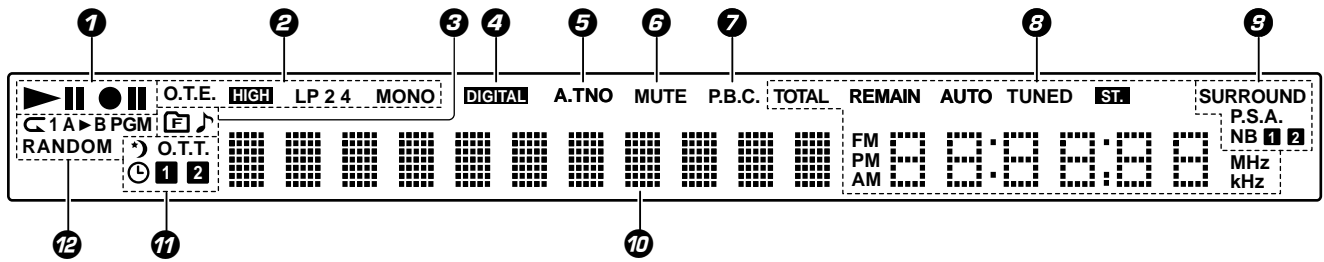 1 2 3 4 5 6 7 8 9
O.T.E. HIGH LP 2 4 MONO DIGITAL A.TNO MUTE P.B.C. TOTAL REMAIN AUTO TUNED ST. SURROUND
1 A►B PGM F P.S.A.
RANDOM O.T.T. FM NB 1 2
1 2 PM MHz
AM kHz
12 11 10